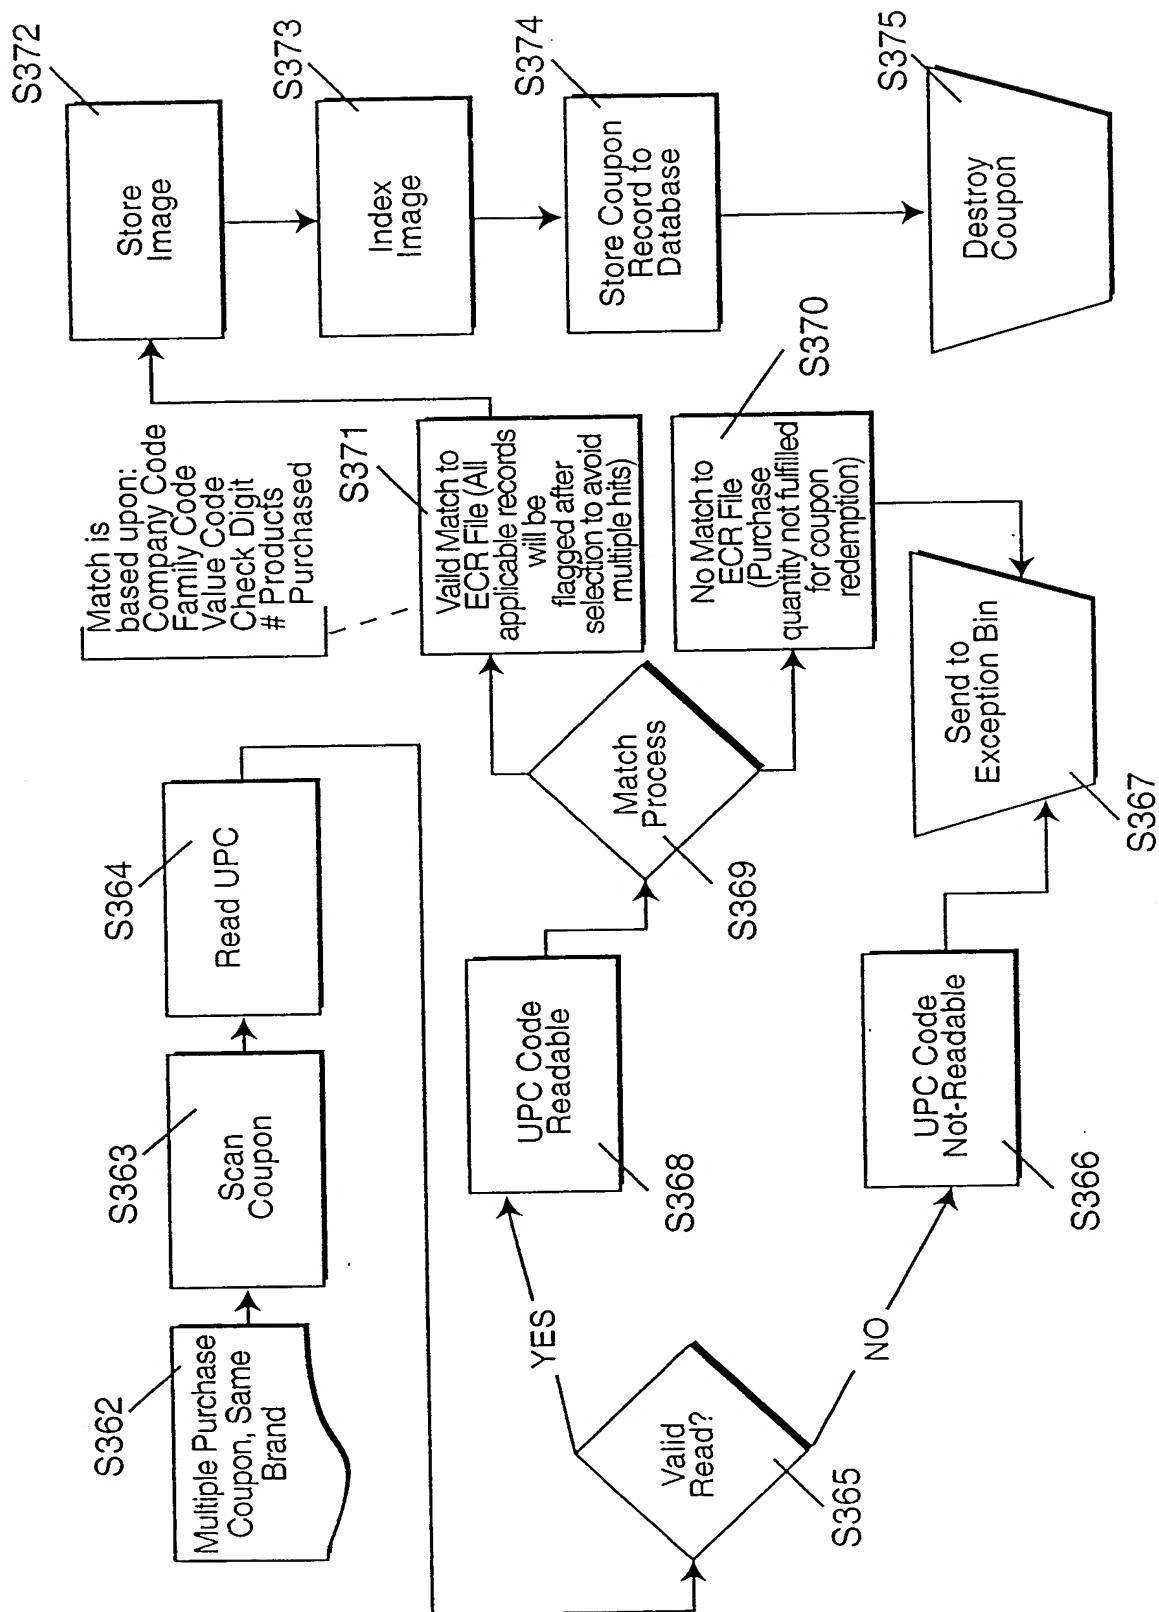 S362
Multiple Purchase
Coupon, Same
Brand
S363
Scan
Coupon
S364
Read UPC
Valid
Read?
S365
YES
NO
UPC Code
Readable
S368
UPC Code
Not-Readable
S366
Match
Process
S369
Match is
based upon:
Company Code
Family Code
Value Code
Check Digit
# Products
Purchased
S371
Vaild Match to
ECR File (All
applicable records
will be
flagged after
selection to avoid
multiple hits)
No Match to
ECR File
(Purchase
quantity not fulfilled
for coupon
redemption)
S370
Send to
Exception Bin
S367
S372
Store
Image
S373
Index
Image
S374
Store Coupon
Record to
Database
S375
Destroy
Coupon